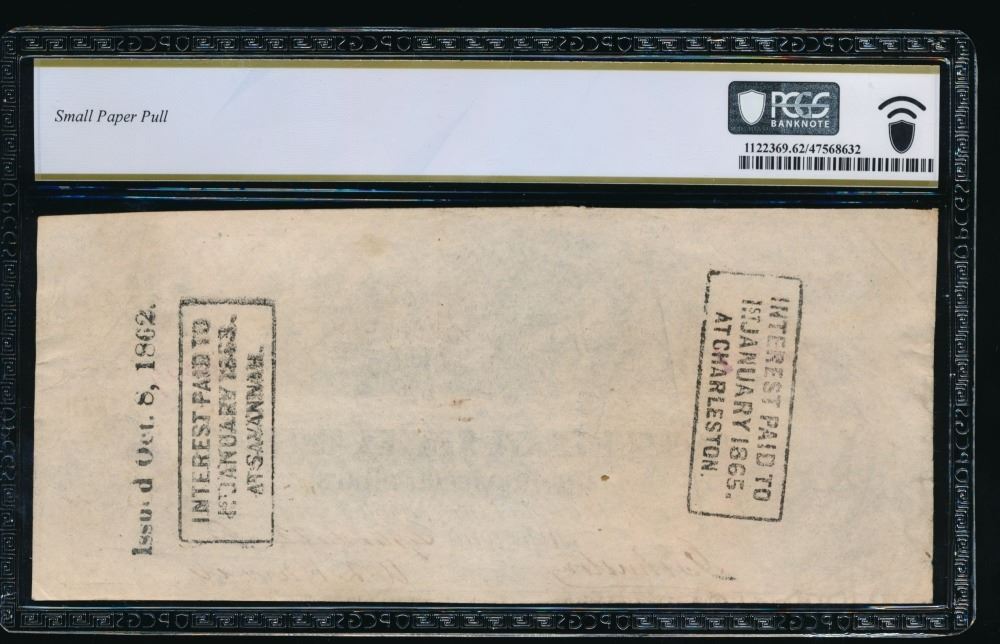 Small Paper Pull
PCGS
BANKNOTE
1122369.62/47568632
Issued Oct. 8, 1862.
INTEREST PAID TO
1ST JANUARY 1863.
AT SAVANNAH.
INTEREST PAID TO
1ST JANUARY 1865.
AT CHARLESTON.